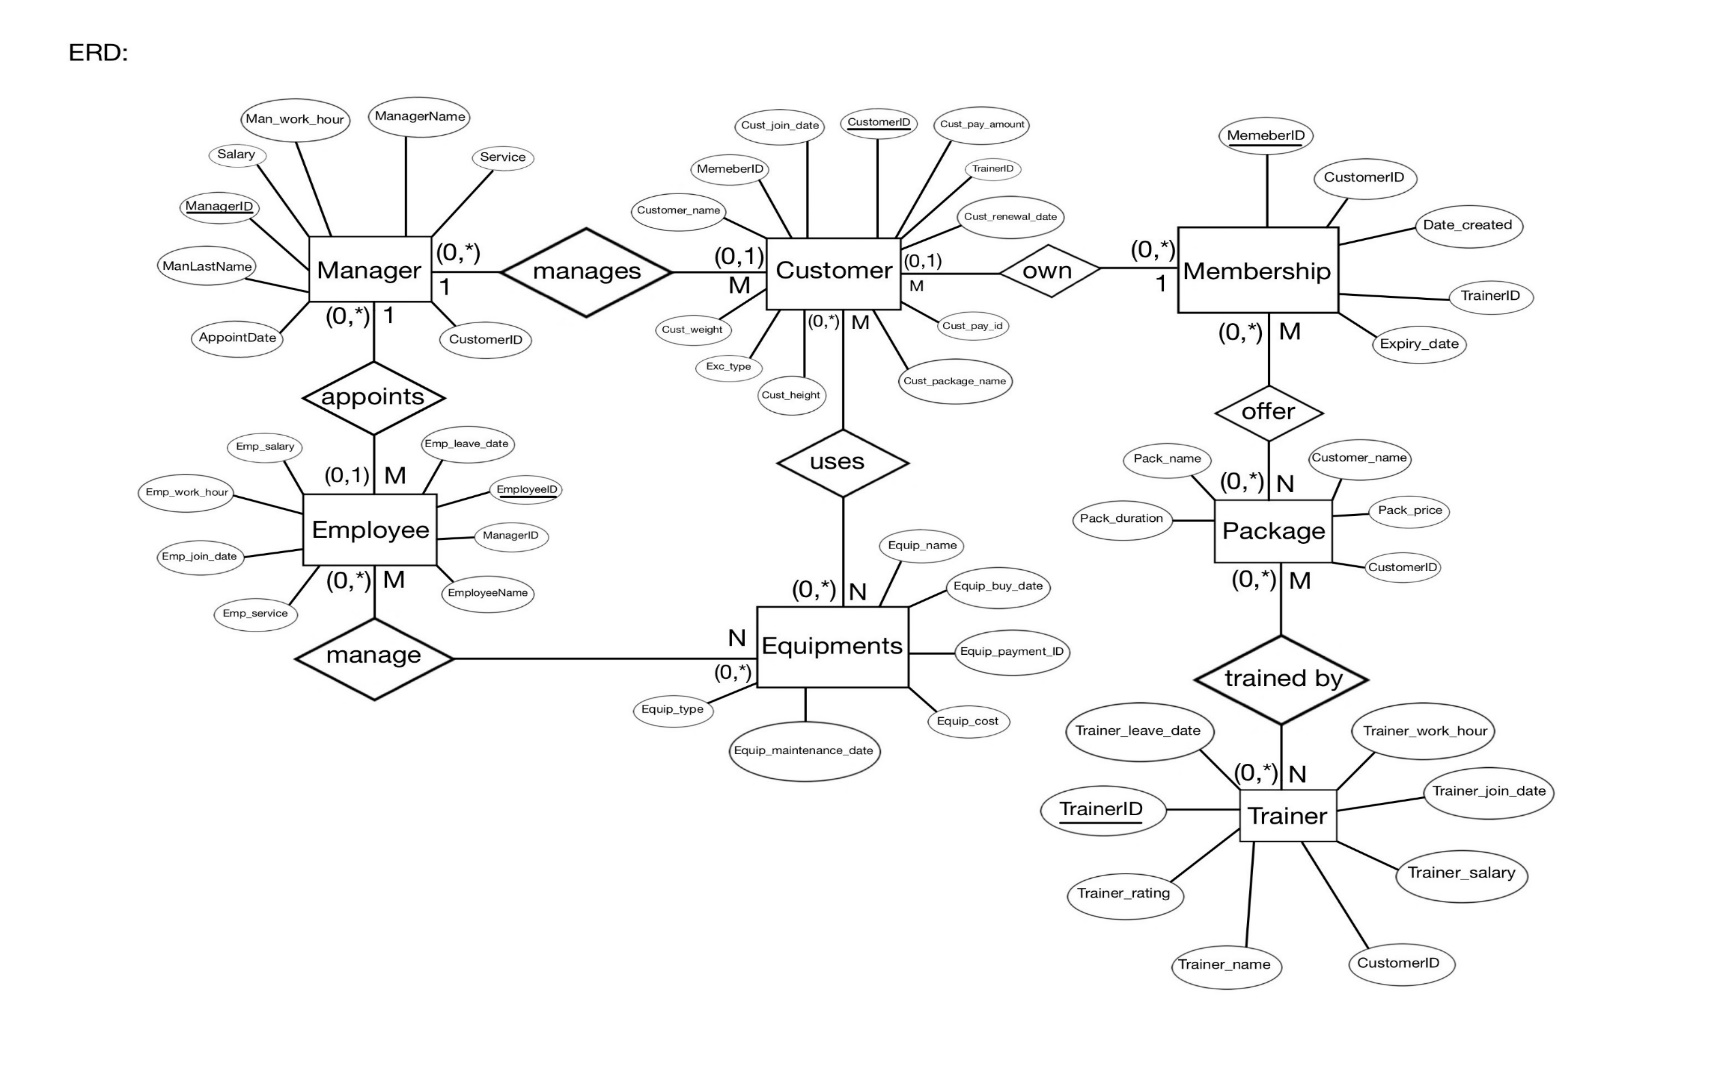 ERD:
Man_work_hour
ManagerName
Salary
Service
ManagerID
ManLastName
AppointDate
CustomerID
Manager
(0,*)
1
(0,*)
1
manages
(0,1)
M
Cust_join_date
CustomerID
Cust_pay_amount
MemeberID
TrainerID
Customer_name
Cust_renewal_date
Customer
(0,1)
M
Cust_weight
Exc_type
Cust_height
(0,*)
M
Cust_package_name
Cust_pay_id
own
(0,*)
1
MemeberID
CustomerID
Date_created
TrainerID
Expiry_date
Membership
(0,*)
M
appoints
offer
uses
(0,1)
M
Emp_salary
Emp_leave_date
Emp_work_hour
EmployeeID
Emp_join_date
ManagerID
Emp_service
EmployeeName
Employee
(0,*)
M
manage
N
(0,*)
(0,*)
N
Equip_name
Equip_buy_date
Equip_payment_ID
Equip_cost
Equip_type
Equip_maintenance_date
Equipments
(0,*)
N
Pack_name
Customer_name
Pack_duration
Pack_price
CustomerID
Package
(0,*)
M
trained by
(0,*)
N
Trainer_leave_date
Trainer_work_hour
TrainerID
Trainer_join_date
Trainer
Trainer_rating
Trainer_salary
Trainer_name
CustomerID